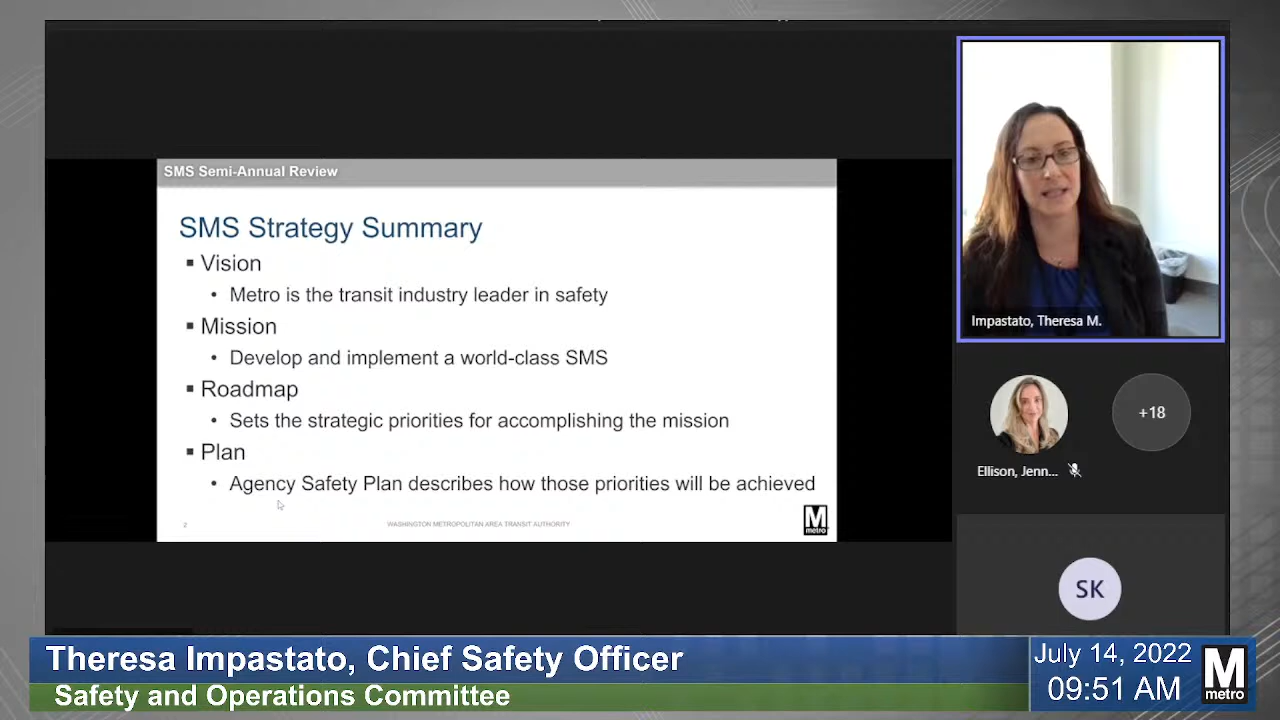 SMS Semi-Annual Review
SMS Strategy Summary
Vision
Metro is the transit industry leader in safety
Mission
Develop and implement a world-class SMS
Roadmap
Sets the strategic priorities for accomplishing the mission
Plan
Agency Safety Plan describes how those priorities will be achieved
2
WASHINGTON METROPOLITAN AREA TRANSIT AUTHORITY
M
metro
Impastato, Theresa M.
+18
Ellison, Jenn...
SK
Theresa Impastato, Chief Safety Officer
Safety and Operations Committee
July 14, 2022
09:51 AM
M
metro